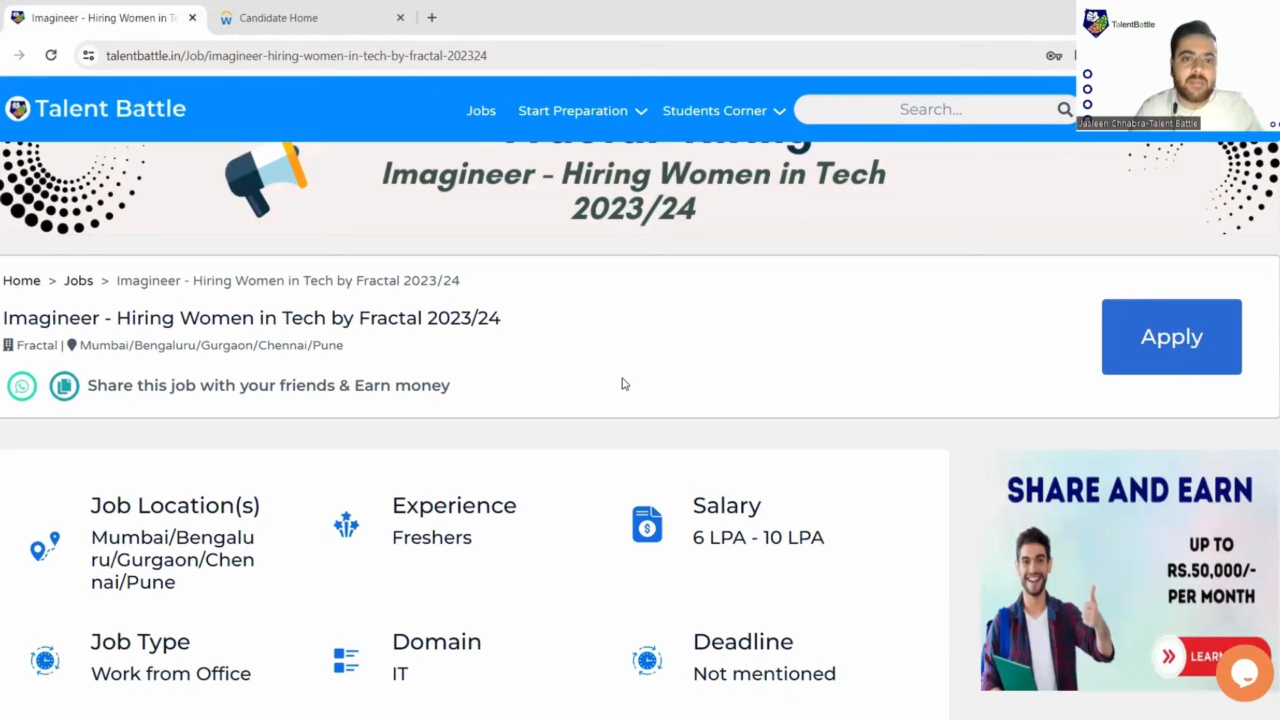 Imagineer - Hiring Women in Te
Candidate Home
talentbattle.in/Job/imagineer-hiring-women-in-tech-by-fractal-202324
TalentBattle
Jasleen Chhabra-Talent Battle
Talent Battle
Jobs
Start Preparation
Students Corner
Search...
Imagineer - Hiring Women in Tech
2023/24
Home > Jobs > Imagineer - Hiring Women in Tech by Fractal 2023/24
Imagineer - Hiring Women in Tech by Fractal 2023/24
Fractal | Mumbai/Bengaluru/Gurgaon/Chennai/Pune
Apply
Share this job with your friends & Earn money
Job Location(s)
Mumbai/Bengalu
ru/Gurgaon/Chen
nai/Pune
Experience
Freshers
Salary
6 LPA - 10 LPA
Job Type
Work from Office
Domain
IT
Deadline
Not mentioned
SHARE AND EARN
UP TO
RS.50,000/-
PER MONTH
LEARN